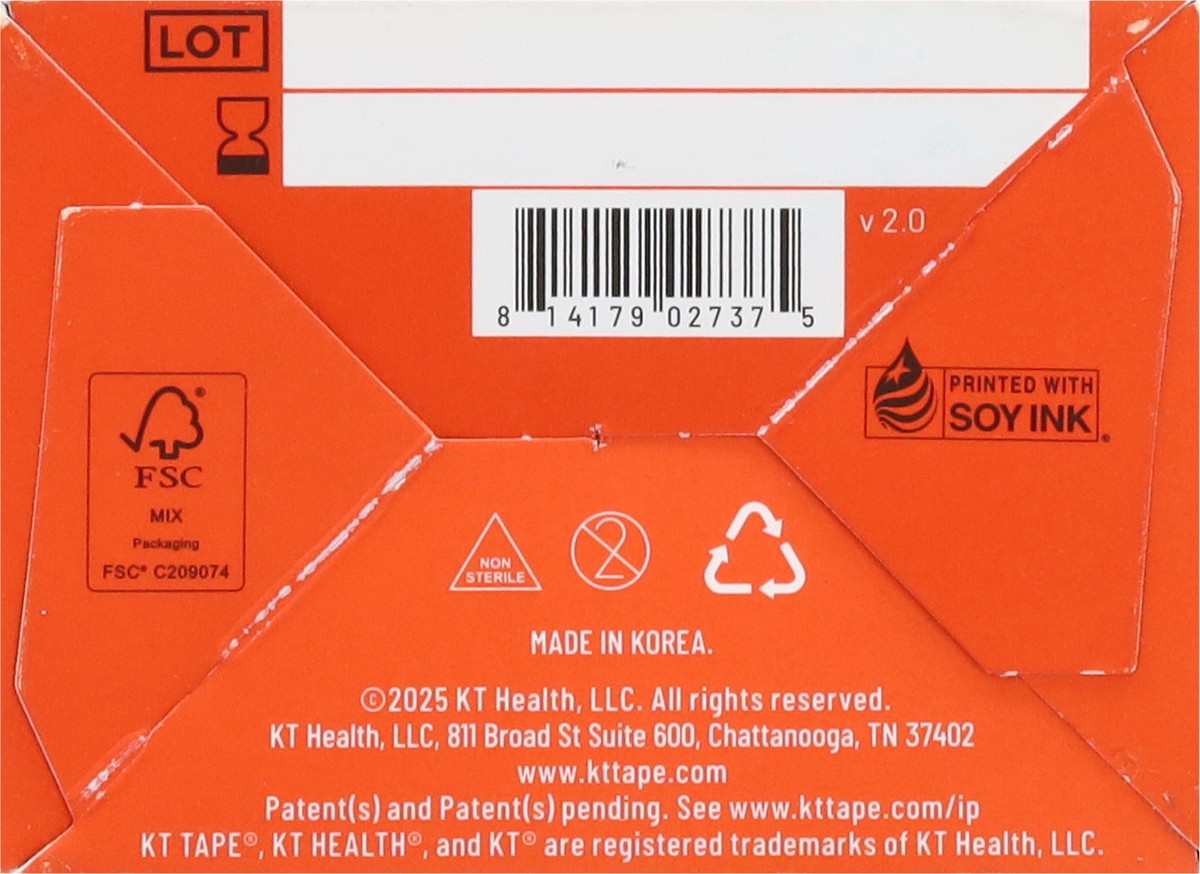 LOT
v 2.0
8 14179 02737 5
PRINTED WITH
SOY INK®
FSC®
MIX
Packaging
FSC® C209074
NON
STERILE
2
MADE IN KOREA.
©2025 KT Health, LLC. All rights reserved.
KT Health, LLC, 811 Broad St Suite 600, Chattanooga, TN 37402
www.kttape.com
Patent(s) and Patent(s) pending. See www.kttape.com/ip
KT TAPE®, KT HEALTH®, and KT® are registered trademarks of KT Health, LLC.